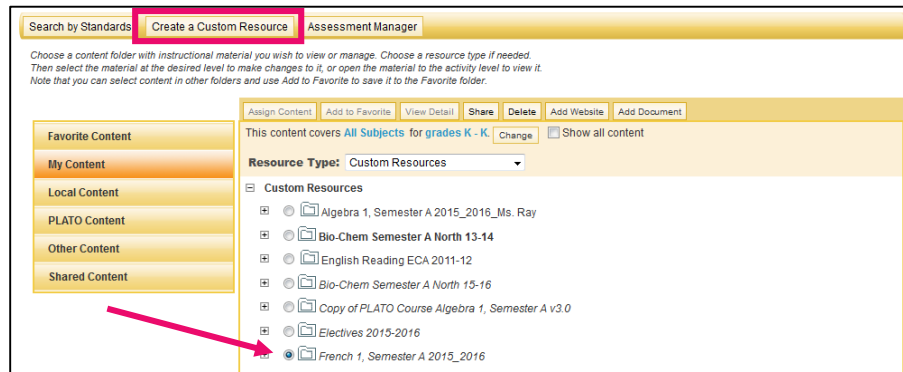 Search by Standards Create a Custom Resource Assessment Manager
Choose a content folder with instructional material you wish to view or manage. Choose a resource type if needed.
Then select the material at the desired level to make changes to it, or open the material to the activity level to view it.
Note that you can select content in other folders and use Add to Favorite to save it to the Favorite folder.
Assign Content Add to Favorite View Detail Share Delete Add Website Add Document
This content covers All Subjects for grades K - K. Change Show all content
Resource Type: Custom Resources
Favorite Content
My Content
Local Content
PLATO Content
Other Content
Shared Content
Custom Resources
Algebra 1, Semester A 2015_2016_Ms. Ray
Bio-Chem Semester A North 13-14
English Reading ECA 2011-12
Bio-Chem Semester A North 15-16
Copy of PLATO Course Algebra 1, Semester A v3.0
Electives 2015-2016
French 1, Semester A 2015_2016